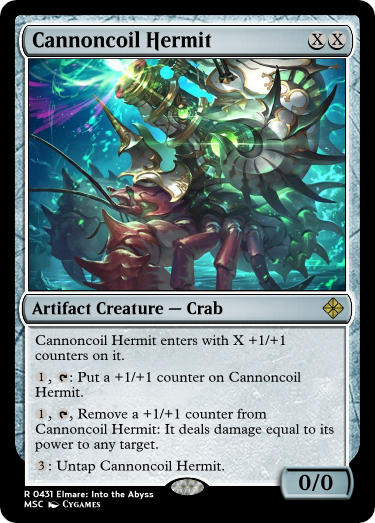 Cannoncoil Hermit X X
Artifact Creature — Crab
Cannoncoil Hermit enters with X +1/+1
counters on it.
1, T: Put a +1/+1 counter on Cannoncoil
Hermit.
1, T, Remove a +1/+1 counter from
Cannoncoil Hermit: It deals damage equal to its
power to any target.
3 : Untap Cannoncoil Hermit.
0/0
R 0431 Elmare: Into the Abyss
MSC CYGAMES